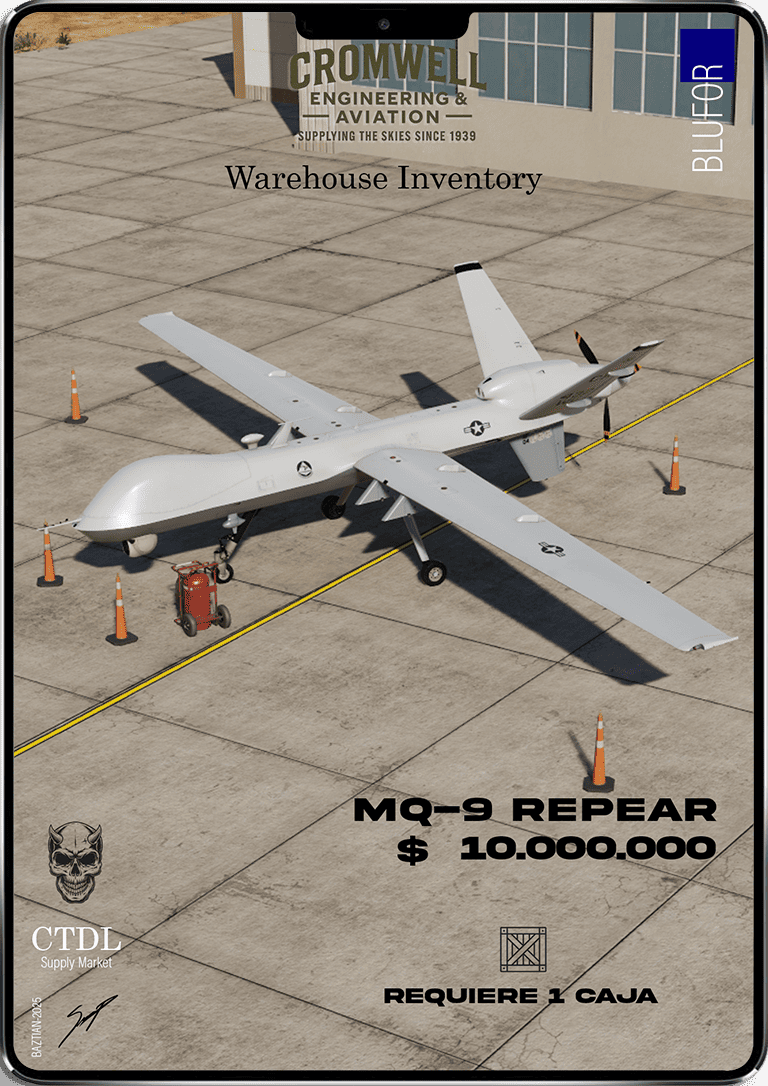 CROMWELL
ENGINEERING &
AVIATION
SUPPLYING THE SKIES SINCE 1939
Warehouse Inventory
BLUFOR
MQ-9 REPEAR
$ 10.000.000
CTDL
Supply Market
REQUIERE 1 CAJA
BAZTIAN-2025